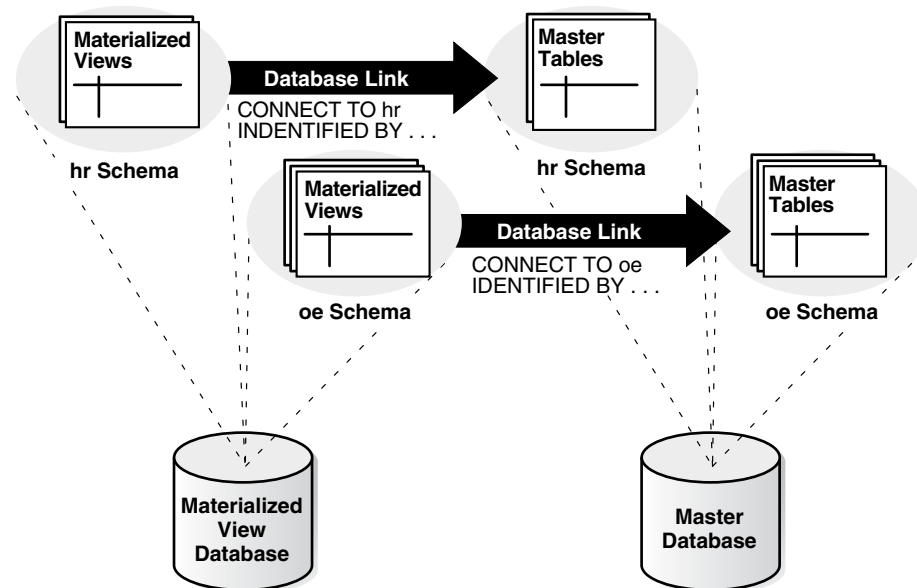 Materialized
Views
Database Link
CONNECT TO hr
INDENTIFIED BY . . .
hr Schema
Master
Tables
hr Schema
Materialized
Views
Database Link
CONNECT TO oe
IDENTIFIED BY . . .
oe Schema
Master
Tables
oe Schema
Materialized
View
Database
Master
Database